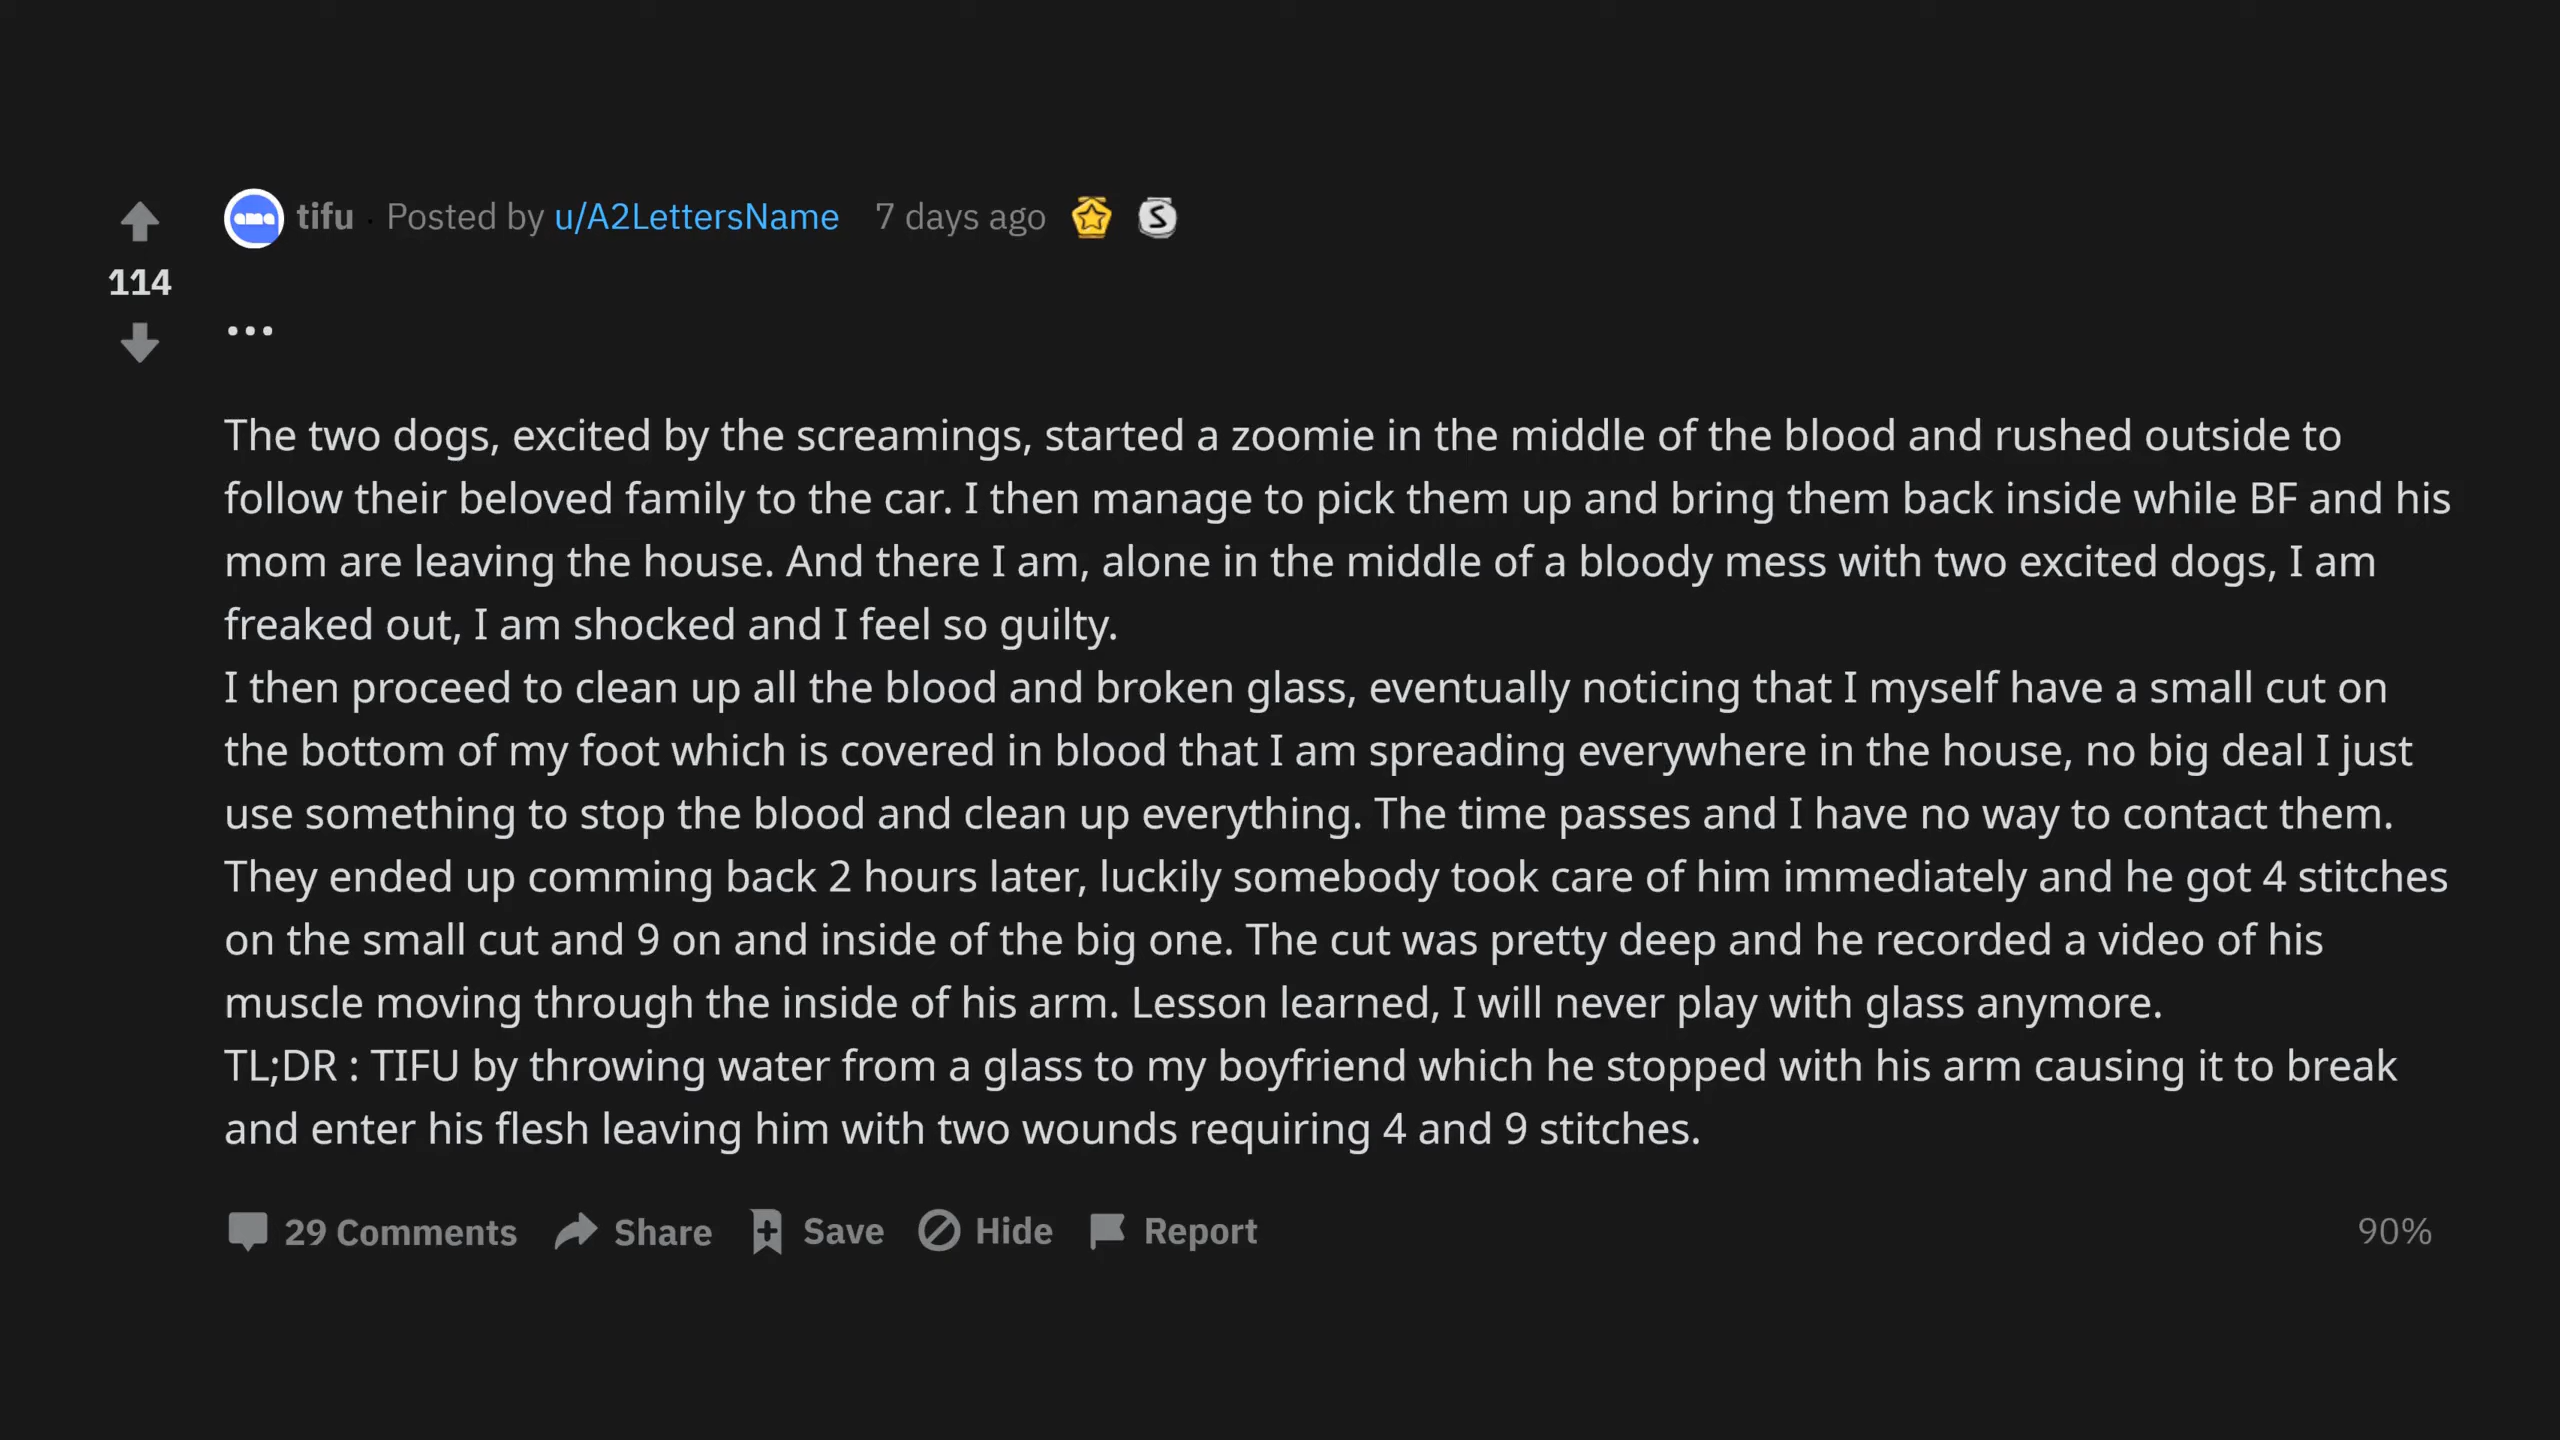 tifu · Posted by u/A2LettersName 7 days ago
114
...
The two dogs, excited by the screamings, started a zoomie in the middle of the blood and rushed outside to
follow their beloved family to the car. I then manage to pick them up and bring them back inside while BF and his
mom are leaving the house. And there I am, alone in the middle of a bloody mess with two excited dogs, I am
freaked out, I am shocked and I feel so guilty.
I then proceed to clean up all the blood and broken glass, eventually noticing that I myself have a small cut on
the bottom of my foot which is covered in blood that I am spreading everywhere in the house, no big deal I just
use something to stop the blood and clean up everything. The time passes and I have no way to contact them.
They ended up comming back 2 hours later, luckily somebody took care of him immediately and he got 4 stitches
on the small cut and 9 on and inside of the big one. The cut was pretty deep and he recorded a video of his
muscle moving through the inside of his arm. Lesson learned, I will never play with glass anymore.
TL;DR : TIFU by throwing water from a glass to my boyfriend which he stopped with his arm causing it to break
and enter his flesh leaving him with two wounds requiring 4 and 9 stitches.
29 Comments Share Save Hide Report 90%